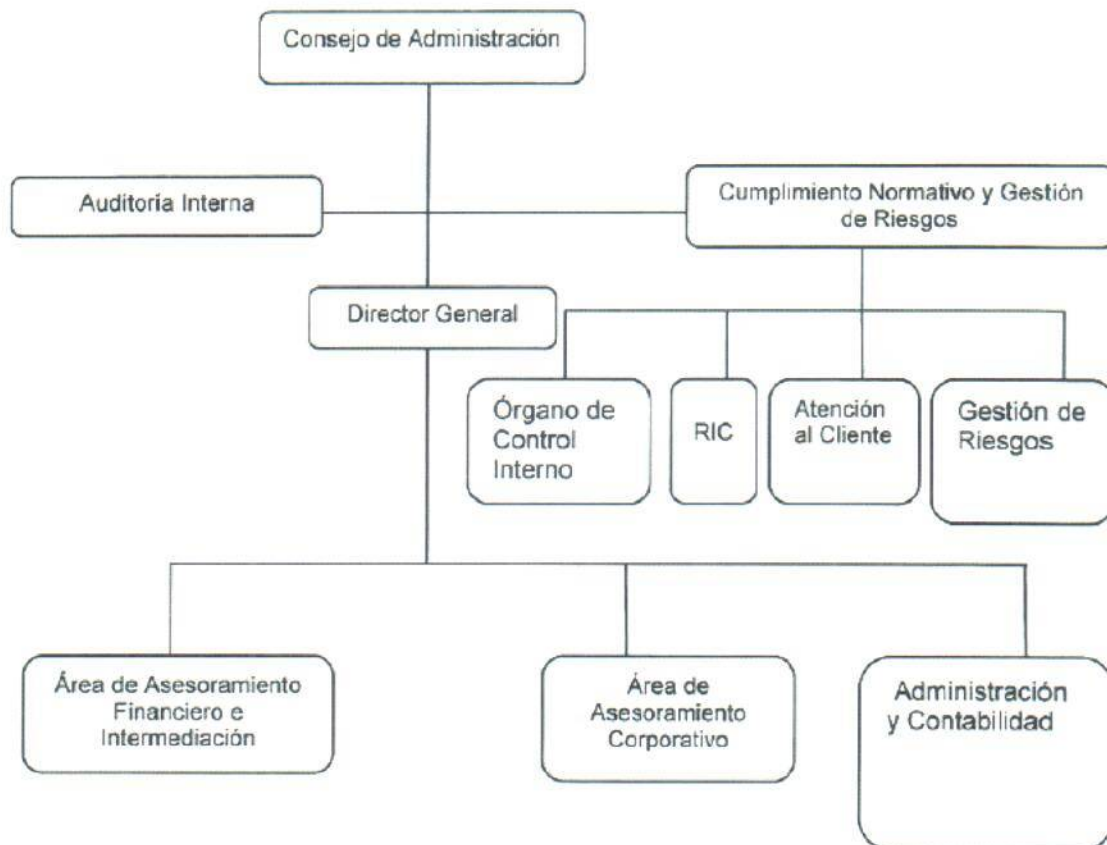 Consejo de Administración
Auditoría Interna
Cumplimiento Normativo y Gestión
de Riesgos
Director General
Órgano de
Control
Interno
RIC
Atención
al Cliente
Gestión de
Riesgos
Área de Asesoramiento
Financiero e
Intermediación
Área de
Asesoramiento
Corporativo
Administración
y Contabilidad